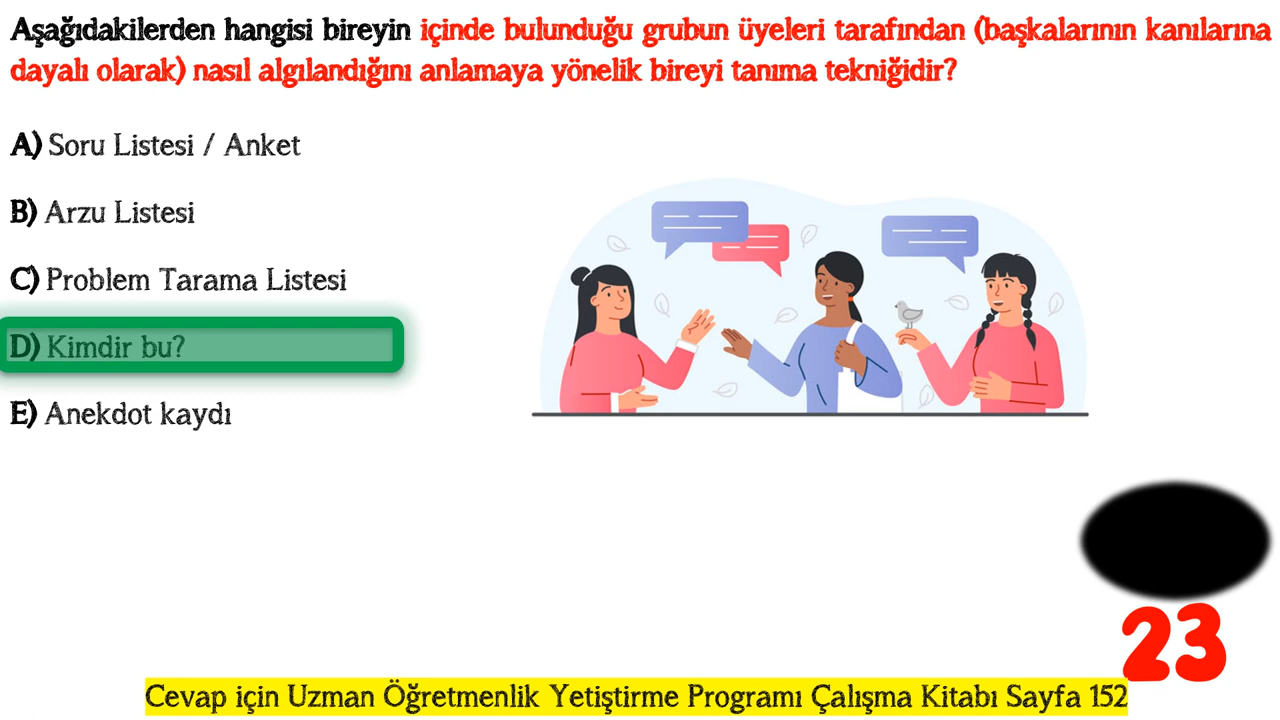 Aşağıdakilerden hangisi bireyin içinde bulunduğu grubun üyeleri tarafından (başkalarının kanılarına
dayalı olarak) nasıl algılandığını anlamaya yönelik bireyi tanıma tekniğidir?
A) Soru Listesi / Anket
B) Arzu Listesi
C) Problem Tarama Listesi
D) Kimdir bu?
E) Anekdot kaydı
23
Cevap için Uzman Öğretmenlik Yetiştirme Programı Çalışma Kitabı Sayfa 152